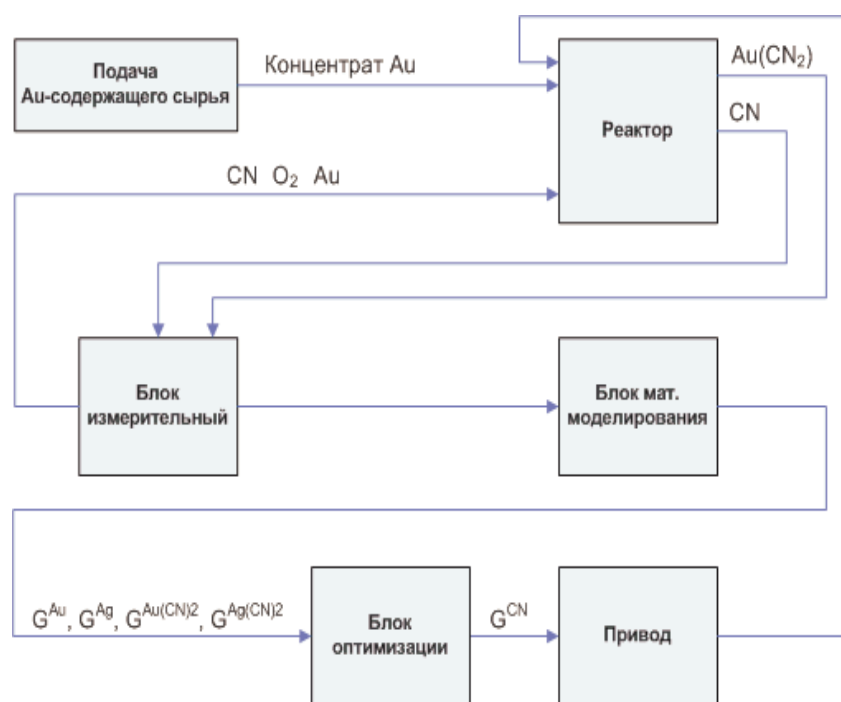 Подача
Au-содержащего сырья
Концентрат Au
Реактор
Au(CN₂)
CN
CN O₂ Au
Блок
измерительный
Блок мат.
моделирования
Gᴬᵘ, Gᴬᵍ, Gᴬᵘ⁽ᶜᴺ⁾², Gᴬᵍ⁽ᶜᴺ⁾²
Блок
оптимизации
Gᶜᴺ
Привод